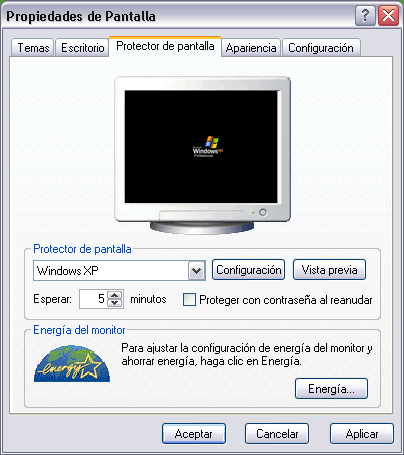 Propiedades de Pantalla
Temas Escritorio Protector de pantalla Apariencia Configuración
Windows xp
Professional
Protector de pantalla
Windows XP Configuración Vista previa
Esperar: 5 minutos Proteger con contraseña al reanudar
Energía del monitor
energy
Para ajustar la configuración de energía del monitor y
ahorrar energía, haga clic en Energía.
Energía...
Aceptar Cancelar Aplicar